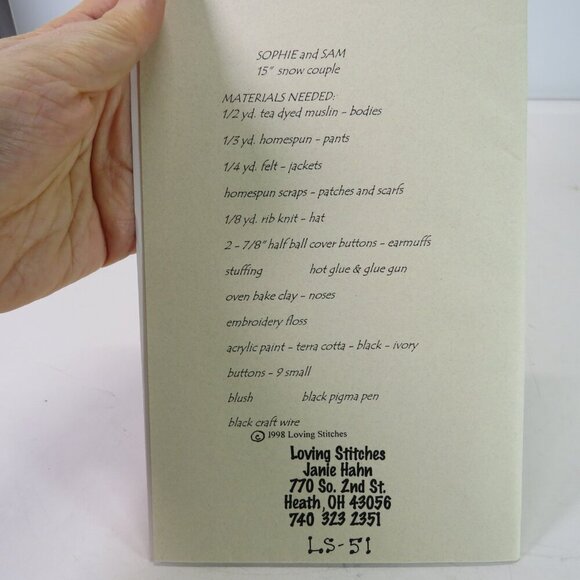 SOPHIE and SAM
15" snow couple
MATERIALS NEEDED:
1/2 yd. tea dyed muslin - bodies
1/3 yd. homespun - pants
1/4 yd. felt - jackets
homespun scraps - patches and scarfs
1/8 yd. rib knit - hat
2 - 7/8" half ball cover buttons - earmuffs
stuffing hot glue & glue gun
oven bake clay - noses
embroidery floss
acrylic paint - terra cotta - black - ivory
buttons - 9 small
blush black pigma pen
black craft wire
© 1998 Loving Stitches
Loving Stitches
Janie Hahn
770 So. 2nd St.
Heath, OH 43056
740 323 2351
LS-51